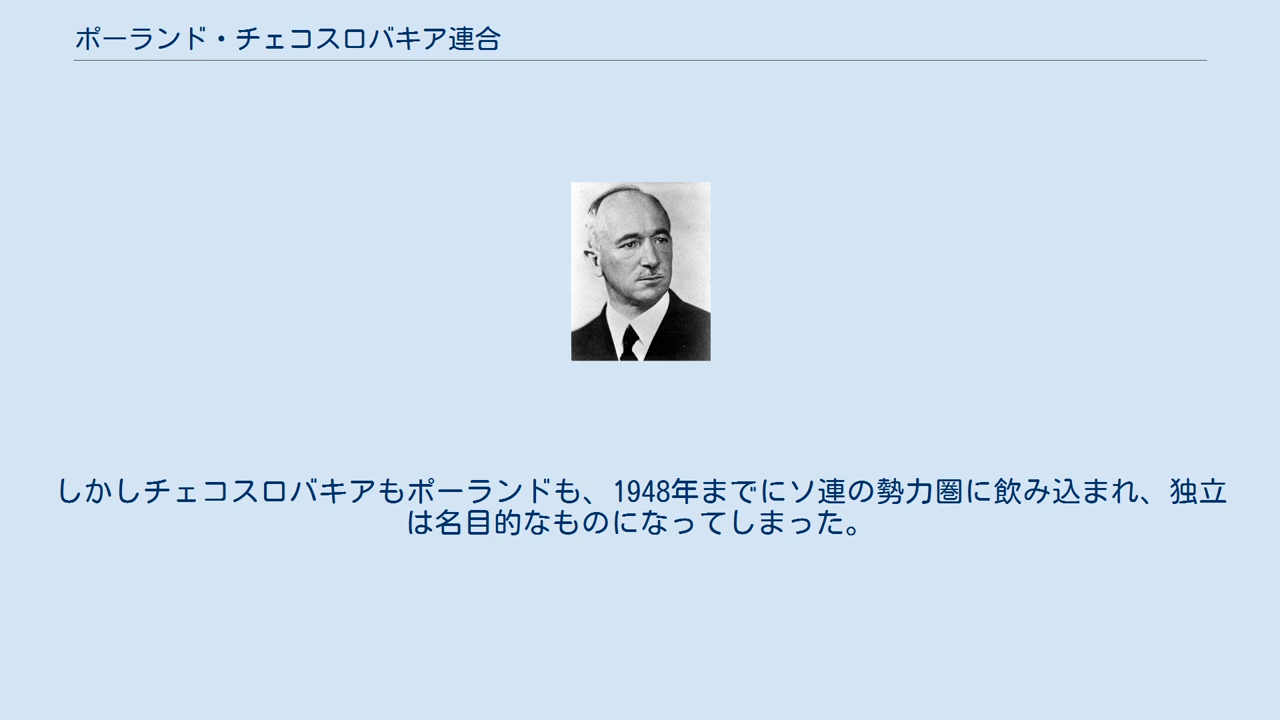 ポーランド・チェコスロバキア連合
しかしチェコスロバキアもポーランドも、1948年までにソ連の勢力圏に飲み込まれ、独立
は名目的なものになってしまった。